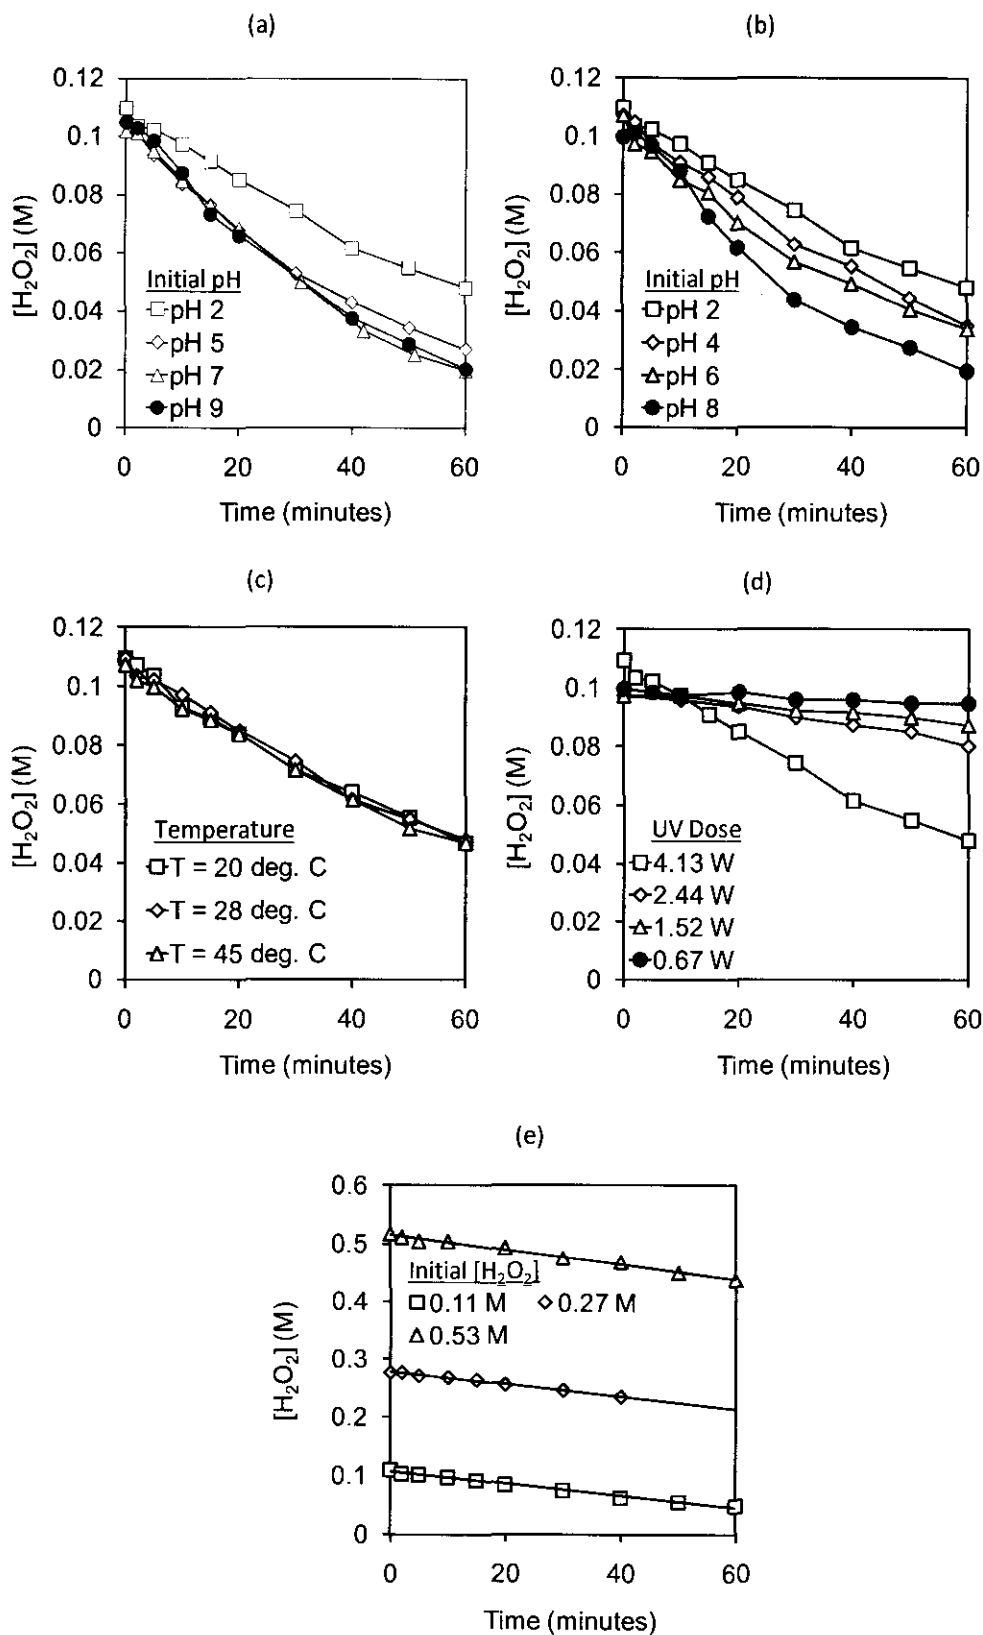 (a)
0.12
0.1
0.08
0.06
0.04
0.02
0
[H₂O₂] (M)
Initial pH
pH 2
pH 5
pH 7
pH 9
0 20 40 60
Time (minutes)
(b)
0.12
0.1
0.08
0.06
0.04
0.02
0
[H₂O₂] (M)
Initial pH
pH 2
pH 4
pH 6
pH 8
0 20 40 60
Time (minutes)
(c)
0.12
0.1
0.08
0.06
0.04
0.02
0
[H₂O₂] (M)
Temperature
T = 20 deg. C
T = 28 deg. C
T = 45 deg. C
0 20 40 60
Time (minutes)
(d)
0.12
0.1
0.08
0.06
0.04
0.02
0
[H₂O₂] (M)
UV Dose
4.13 W
2.44 W
1.52 W
0.67 W
0 20 40 60
Time (minutes)
(e)
0.6
0.5
0.4
0.3
0.2
0.1
0
[H₂O₂] (M)
Initial [H₂O₂]
0.11 M 0.27 M
0.53 M
0 20 40 60
Time (minutes)